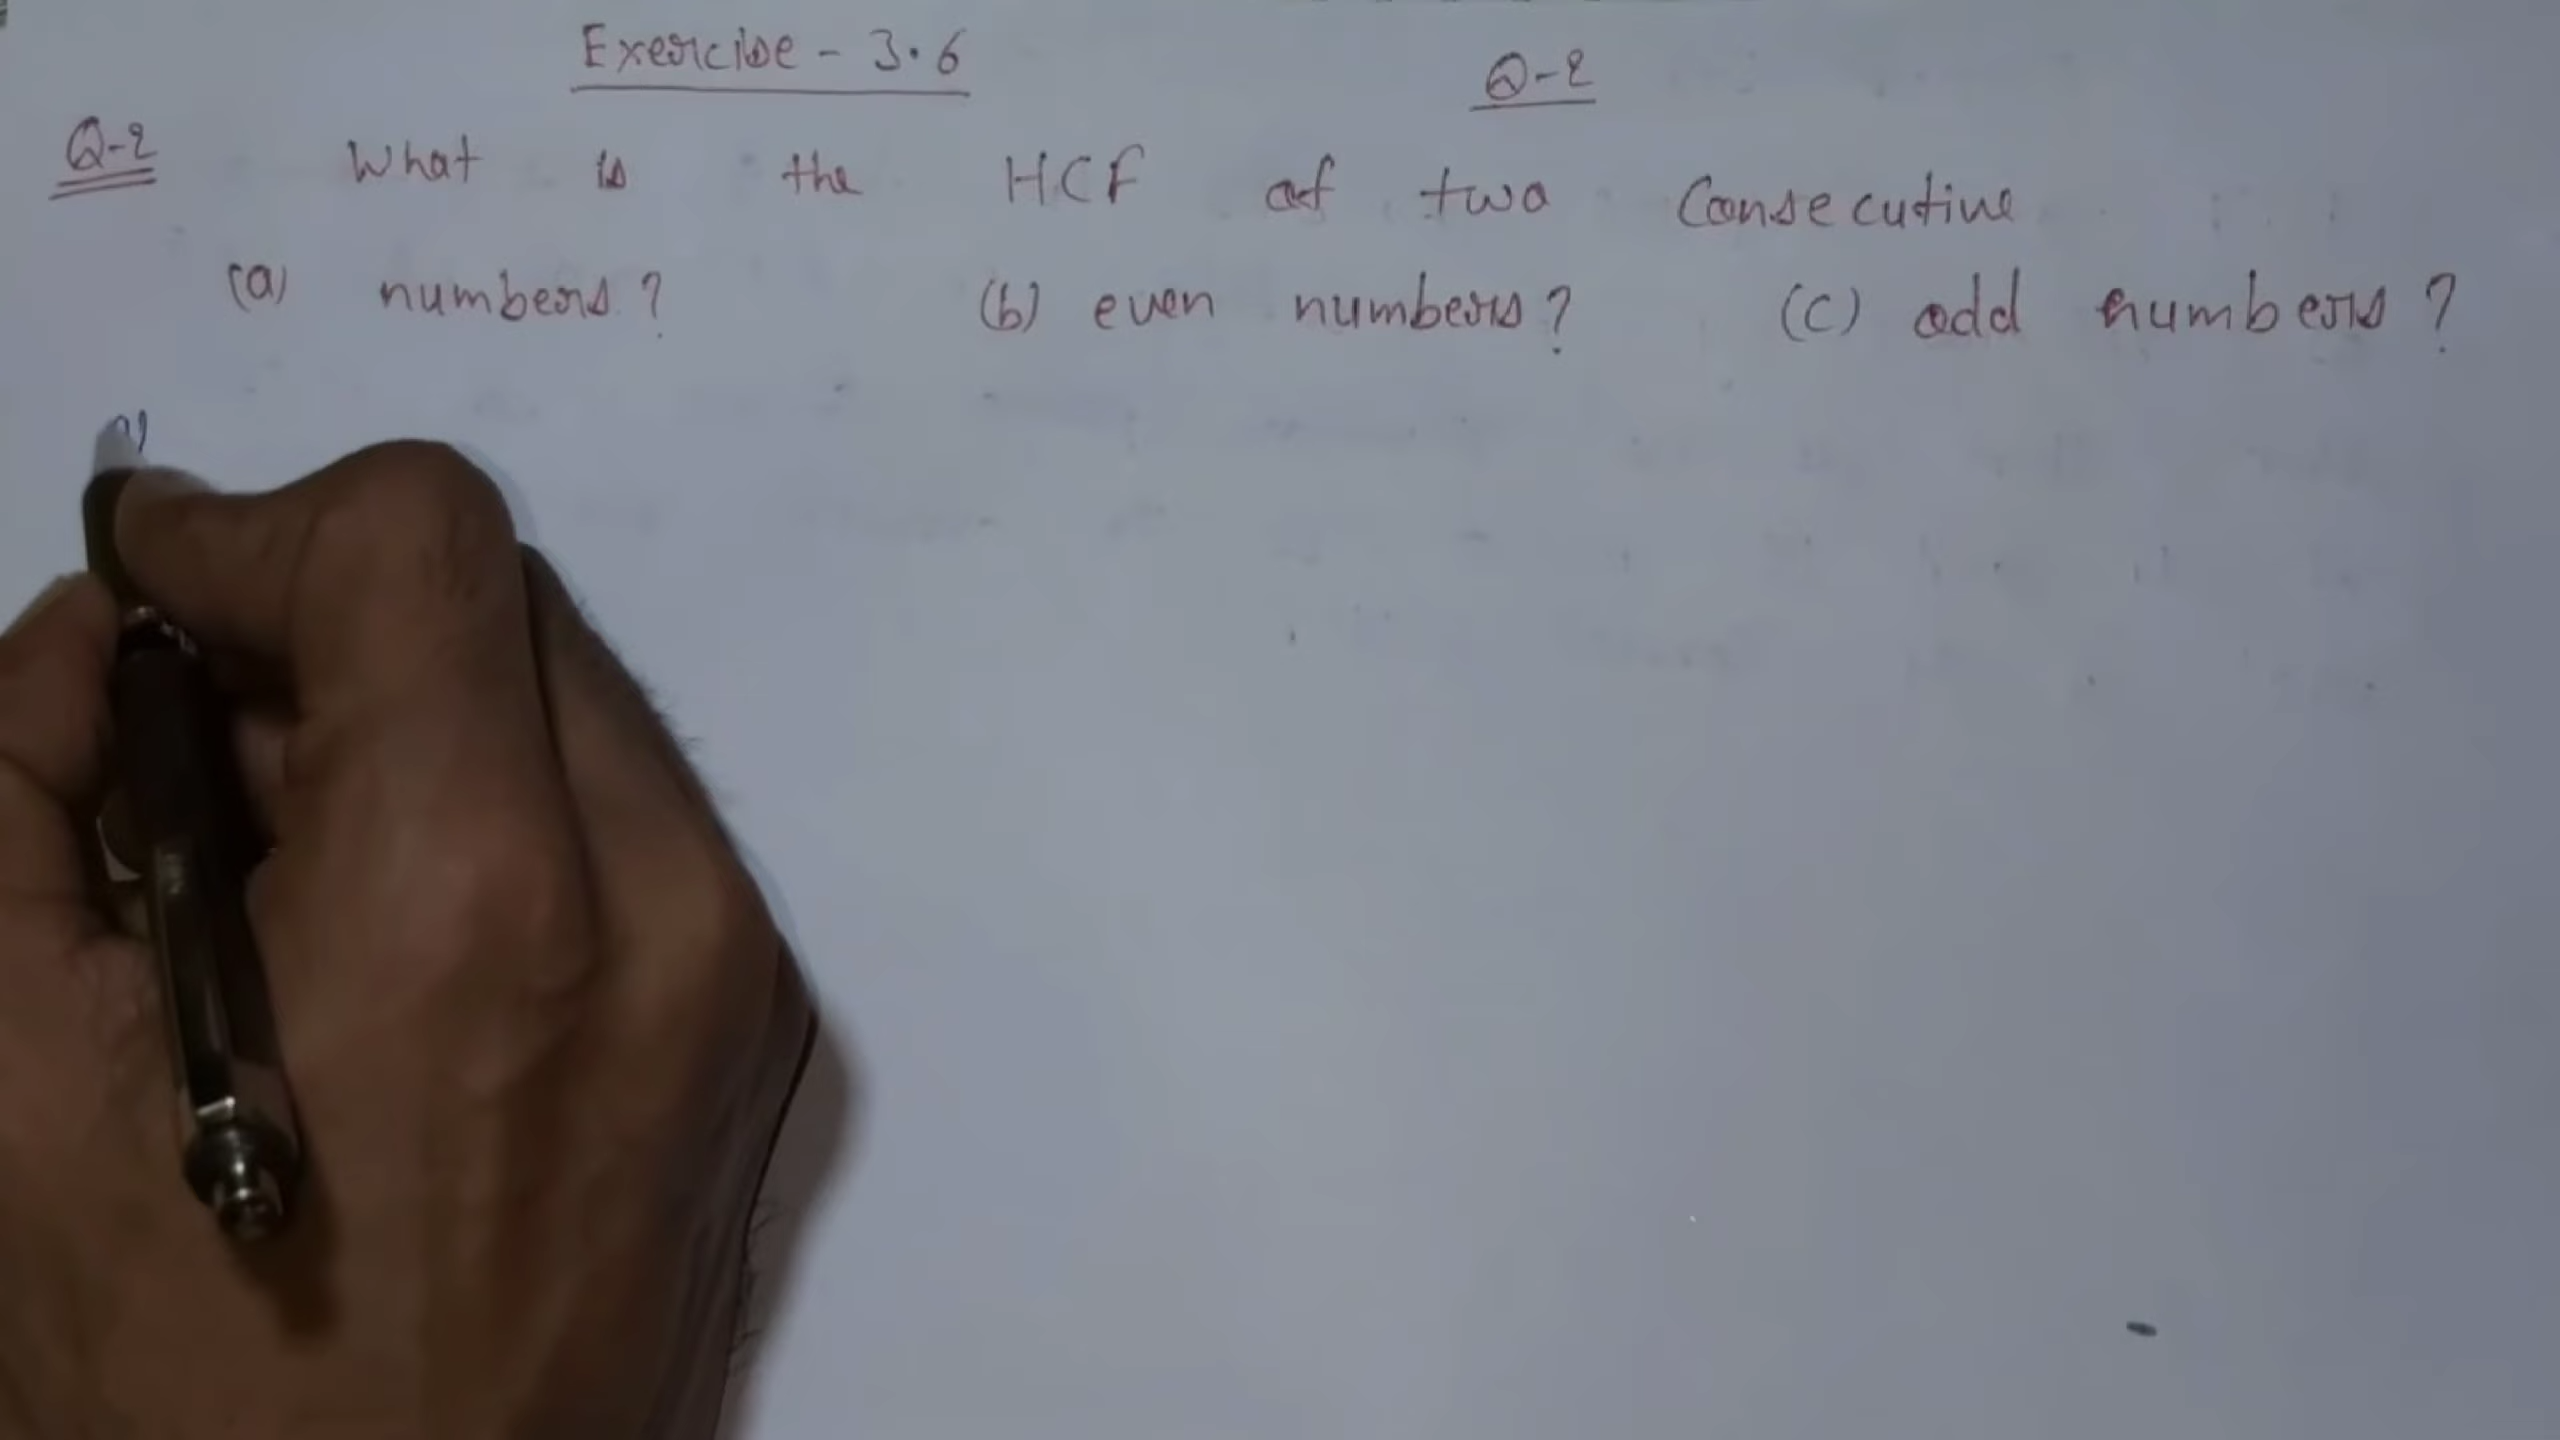 Exercise - 3.6
Q-2
Q-2 What is the HCF of two Consecutive
(a) numbers? (b) even numbers? (c) odd numbers?